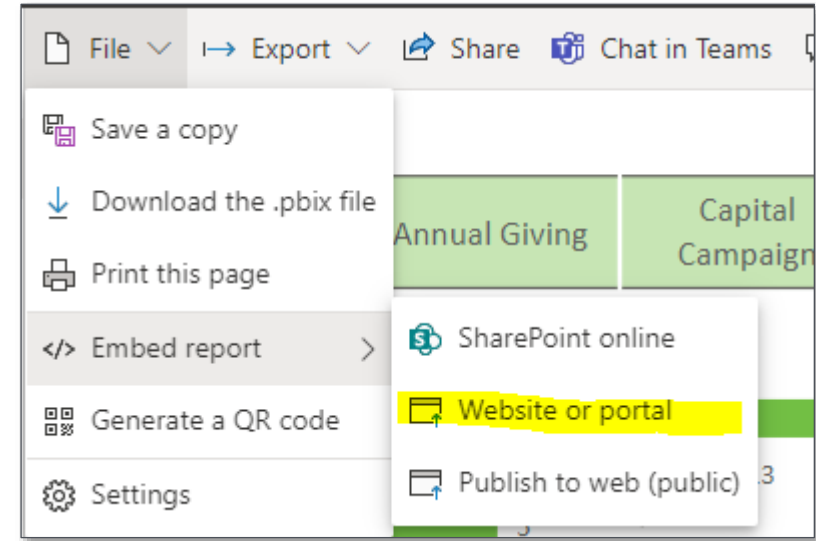 File Export Share Chat in Teams
Save a copy
Download the .pbix file
Annual Giving
Capital
Campaign
Print this page
Embed report
SharePoint online
Website or portal
Generate a QR code
Publish to web (public)
.3
Settings